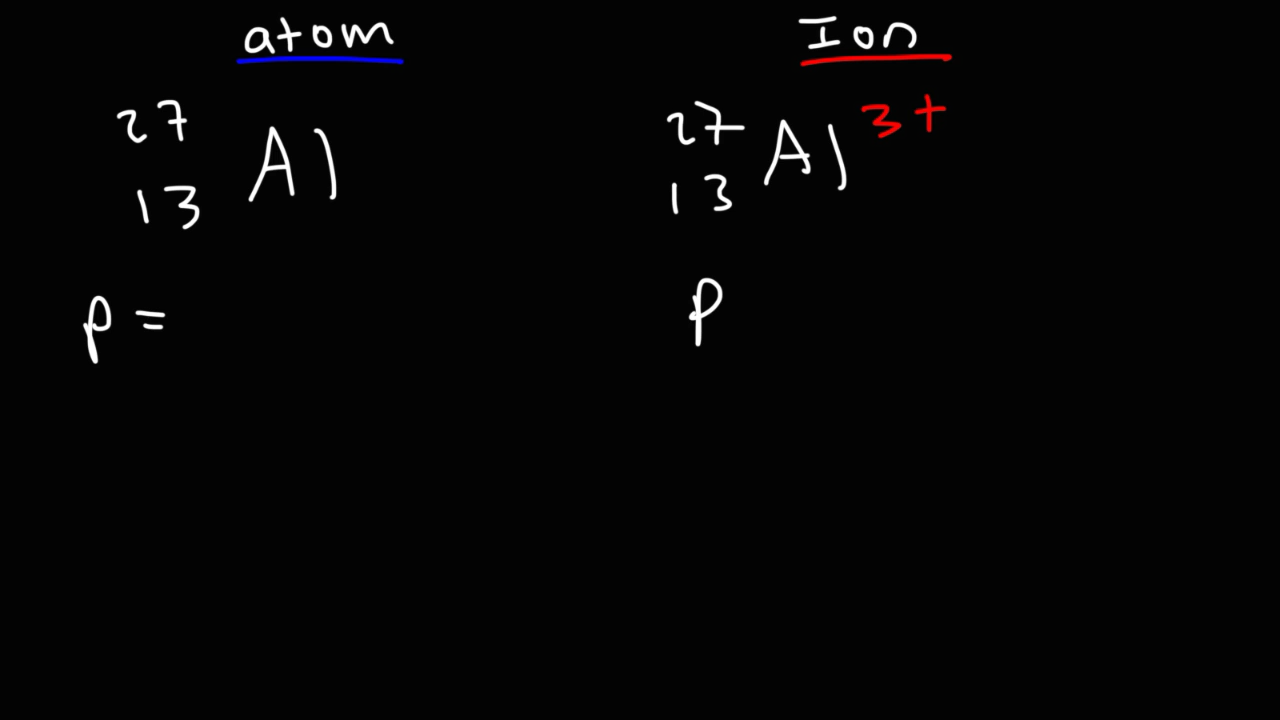 atom
27
13 Al
p =
Ion
27
13 Al 3+
p